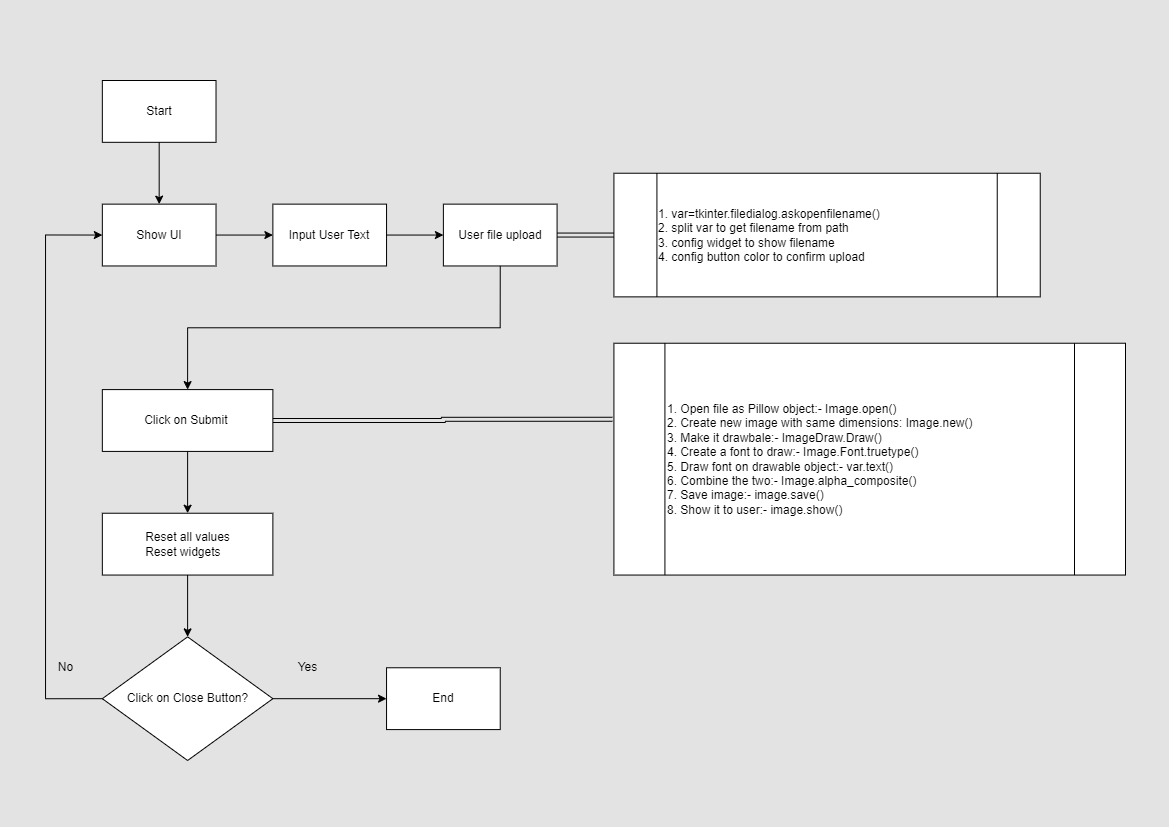 Start
Show UI
Input User Text
User file upload
1. var=tkinter.filedialog.askopenfilename()
2. split var to get filename from path
3. config widget to show filename
4. config button color to confirm upload
Click on Submit
1. Open file as Pillow object:- Image.open()
2. Create new image with same dimensions: Image.new()
3. Make it drawbale:- ImageDraw.Draw()
4. Create a font to draw:- Image.Font.truetype()
5. Draw font on drawable object:- var.text()
6. Combine the two:- Image.alpha_composite()
7. Save image:- image.save()
8. Show it to user:- image.show()
Reset all values
Reset widgets
No
Yes
Click on Close Button?
End